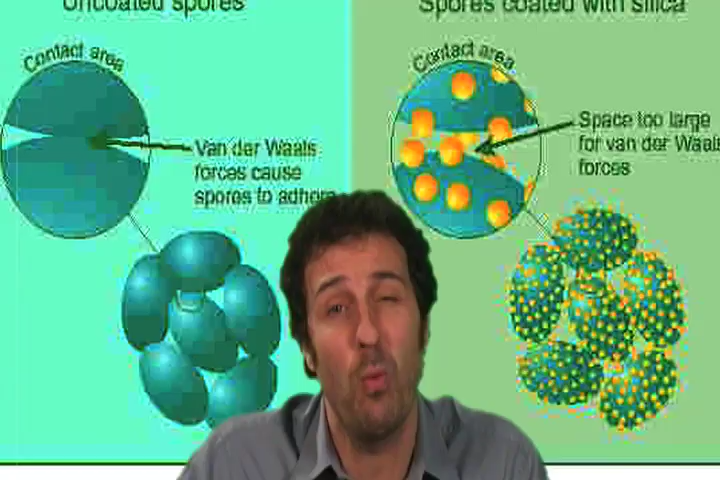 Uncoated spores
Contact area
Van der Waals
forces cause
spores to adhere
Spores coated with silica
Contact area
Space too large
for van der Waals
forces